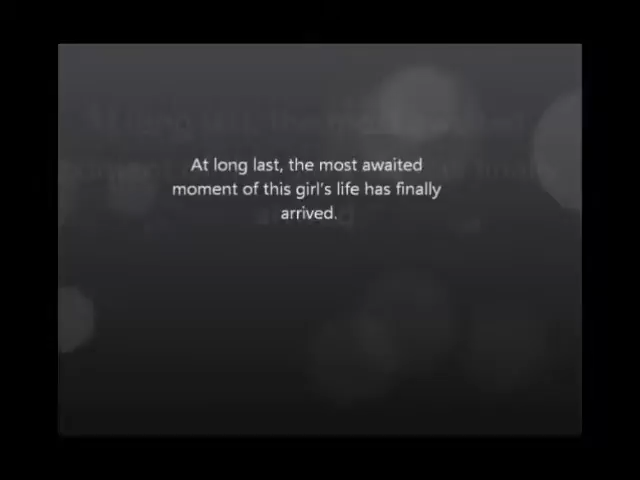 At long last, the most awaited
moment of this girl's life has finally
arrived.